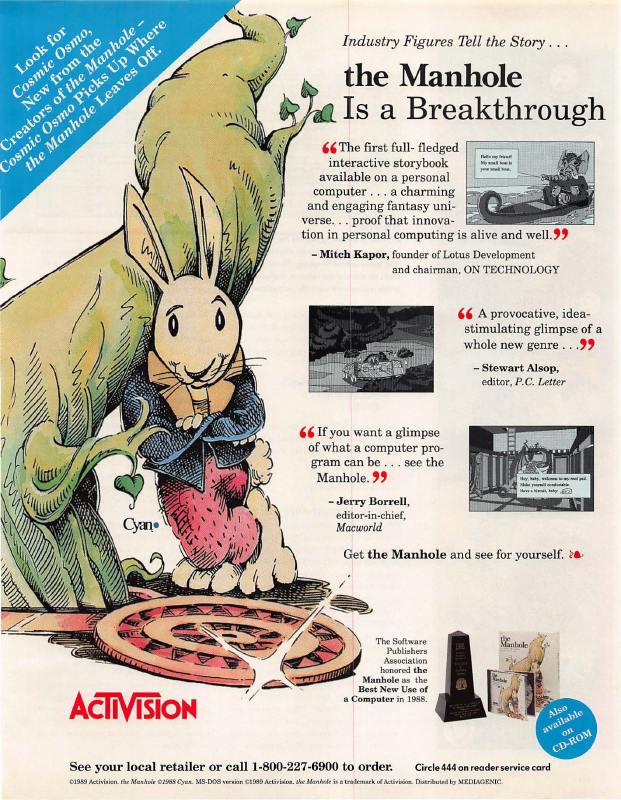 Look for
Cosmic Osmo,
New from the
Creators of the Manhole –
Cosmic Osmo Picks Up Where
the Manhole Leaves Off.
Industry Figures Tell the Story . . .
the Manhole
Is a Breakthrough
“The first full- fledged
interactive storybook
available on a personal
computer . . . a charming
and engaging fantasy uni-
verse. . . proof that innova-
tion in personal computing is alive and well.”
– Mitch Kapor, founder of Lotus Development
and chairman, ON TECHNOLOGY
Hello my friend!
My small boat is
your small boat.
“ A provocative, idea-
stimulating glimpse of a
whole new genre . . .”
– Stewart Alsop,
editor, P.C. Letter
“If you want a glimpse
of what a computer pro-
gram can be . . . see the
Manhole. ”
– Jerry Borrell,
editor-in-chief,
Macworld
Hey, baby, welcome to my reed pad.
Make yourself comfortable.
Have a biscuit, baby.
Get the Manhole and see for yourself.
Cyan
The Software
Publishers
Association
honored the
Manhole as the
Best New Use of
a Computer in 1988.
the
Manhole
Also
available
on
CD-ROM
ACTIVISION
See your local retailer or call 1-800-227-6900 to order.
Circle 444 on reader service card
©1989 Activision. the Manhole ©1988 Cyan. MS-DOS version ©1989 Activision. the Manhole is a trademark of Activision. Distributed by MEDIAGENIC.